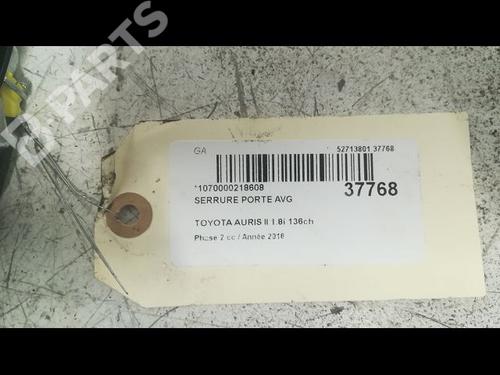 B-PARTS
GA 52713801 37768
*1070000218608 37768
SERRURE PORTE AVG
TOYOTA AURIS II 1.8i 136ch
Phase 2 cc / Année 2016